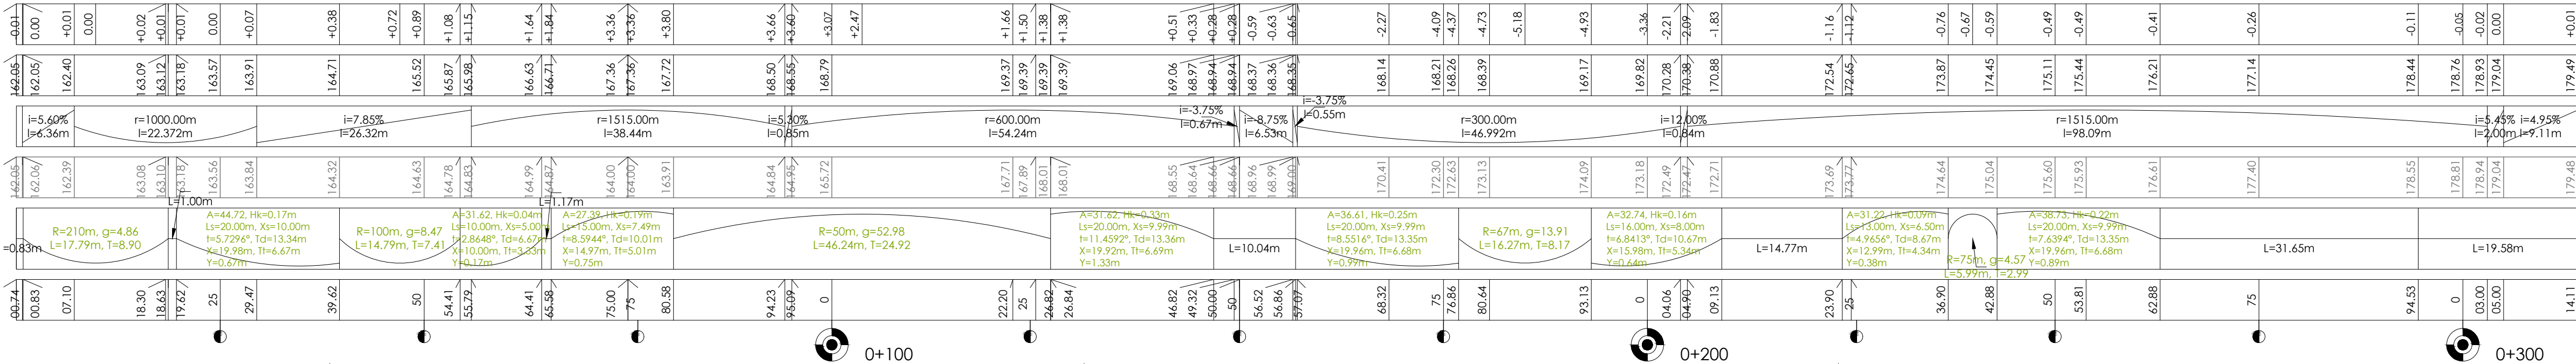 -0.01 0.00 +0.01 0.00 +0.02 +0.01 +0.01 0.00 +0.07 +0.38 +0.72 +0.89 +1.08 +1.15 +1.64 +1.84 +3.36 +3.36 +3.80 +3.66 +3.60 +3.07 +2.47 +1.66 +1.50 +1.38 +1.38 +0.51 +0.33 +0.28 +0.28 -0.59 -0.63 -0.65 -2.27 -4.09 -4.37 -4.73 -5.18 -4.93 -3.36 -2.21 -2.09 -1.83 -1.16 -1.12 -0.76 -0.67 -0.59 -0.49 -0.49 -0.41 -0.26 -0.11 -0.05 -0.02 0.00 +0.01
162.05 162.05 162.40 163.09 163.12 163.18 163.57 163.91 164.71 165.52 165.87 165.98 166.63 166.71 167.36 167.36 167.72 168.50 168.55 168.79 169.37 169.39 169.39 169.39 169.06 168.97 168.94 168.94 168.37 168.36 168.35 168.14 168.21 168.26 168.39 169.17 169.82 170.28 170.38 170.88 172.54 172.65 173.87 174.45 175.11 175.44 176.21 177.14 178.44 178.76 178.93 179.04 179.49
i=5.60% r=1000.00m i=7.85% r=1515.00m i=5.30% r=600.00m i=-3.75% i=-8.75% i=-3.75% r=300.00m i=12.00% r=1515.00m i=5.45% i=4.95%
l=6.36m l=22.372m l=26.32m l=38.44m l=0.85m l=54.24m l=0.67m l=6.53m l=0.55m l=46.992m l=0.84m l=98.09m l=2.00m l=9.11m
162.05 162.06 162.39 163.08 163.10 163.18 163.56 163.84 164.32 164.63 164.78 164.83 164.99 164.87 164.00 164.00 163.91 164.84 164.95 165.72 167.71 167.89 168.01 168.01 168.55 168.64 168.66 168.66 168.96 168.99 169.00 170.41 172.30 172.63 173.13 174.09 173.18 172.49 172.47 172.71 173.69 173.77 174.64 175.04 175.60 175.93 176.61 177.40 178.55 178.81 178.94 179.04 179.48
=0.83m
R=210m, g=4.86
L=17.79m, T=8.90
L=1.00m
A=44.72, Hk=0.17m
Ls=20.00m, Xs=10.00m
t=5.7296°, Td=13.34m
X=19.98m, Tt=6.67m
Y=0.67m
R=100m, g=8.47
L=14.79m, T=7.41
A=31.62, Hk=0.04m
Ls=10.00m, Xs=5.00m
t=2.8648°, Td=6.67m
X=10.00m, Tt=3.33m
Y=0.17m
L=1.17m
A=27.39, Hk=0.19m
Ls=15.00m, Xs=7.49m
t=8.5944°, Td=10.01m
X=14.97m, Tt=5.01m
Y=0.75m
R=50m, g=52.98
L=46.24m, T=24.92
A=31.62, Hk=0.33m
Ls=20.00m, Xs=9.99m
t=11.4592°, Td=13.36m
X=19.92m, Tt=6.69m
Y=1.33m
L=10.04m
A=36.61, Hk=0.25m
Ls=20.00m, Xs=9.99m
t=8.5516°, Td=13.35m
X=19.96m, Tt=6.68m
Y=0.99m
R=67m, g=13.91
L=16.27m, T=8.17
A=32.74, Hk=0.16m
Ls=16.00m, Xs=8.00m
t=6.8413°, Td=10.67m
X=15.98m, Tt=5.34m
Y=0.64m
L=14.77m
A=31.22, Hk=0.09m
Ls=13.00m, Xs=6.50m
t=4.9656°, Td=8.67m
X=12.99m, Tt=4.34m
Y=0.38m
R=75m, g=4.57
L=5.99m, T=2.99
A=38.73, Hk=0.22m
Ls=20.00m, Xs=9.99m
t=7.6394°, Td=13.35m
X=19.96m, Tt=6.68m
Y=0.89m
L=31.65m
L=19.58m
00.74 00.83 07.10 18.30 18.63 19.62 25 29.47 39.62 50 54.41 55.79 64.41 65.58 75.00 75 80.58 94.23 95.09 0 22.20 25 26.82 26.84 46.82 49.32 50.00 50 56.52 56.86 57.07 68.32 75 76.86 80.64 93.13 0 04.06 04.90 09.13 23.90 25 36.90 42.88 50 53.81 62.88 75 94.53 0 03.00 05.00 14.11
0+100 0+200 0+300